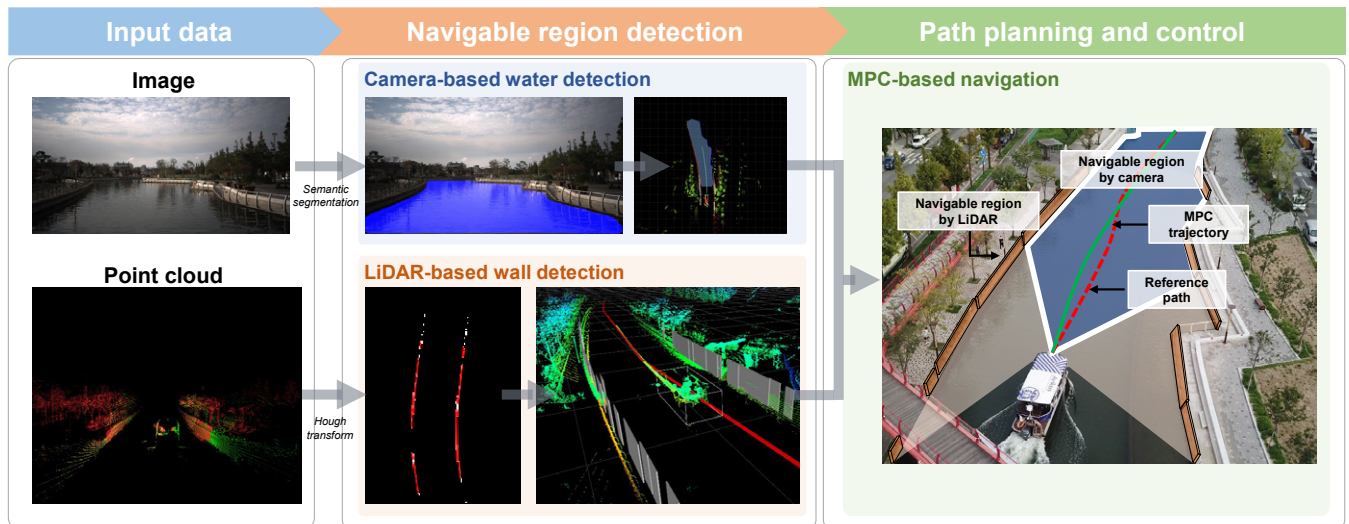 Input data
Navigable region detection
Path planning and control
Image
Semantic
segmentation
Point cloud
Hough
transform
Camera-based water detection
LiDAR-based wall detection
MPC-based navigation
Navigable region
by camera
Navigable region
by LiDAR
MPC
trajectory
Reference
path